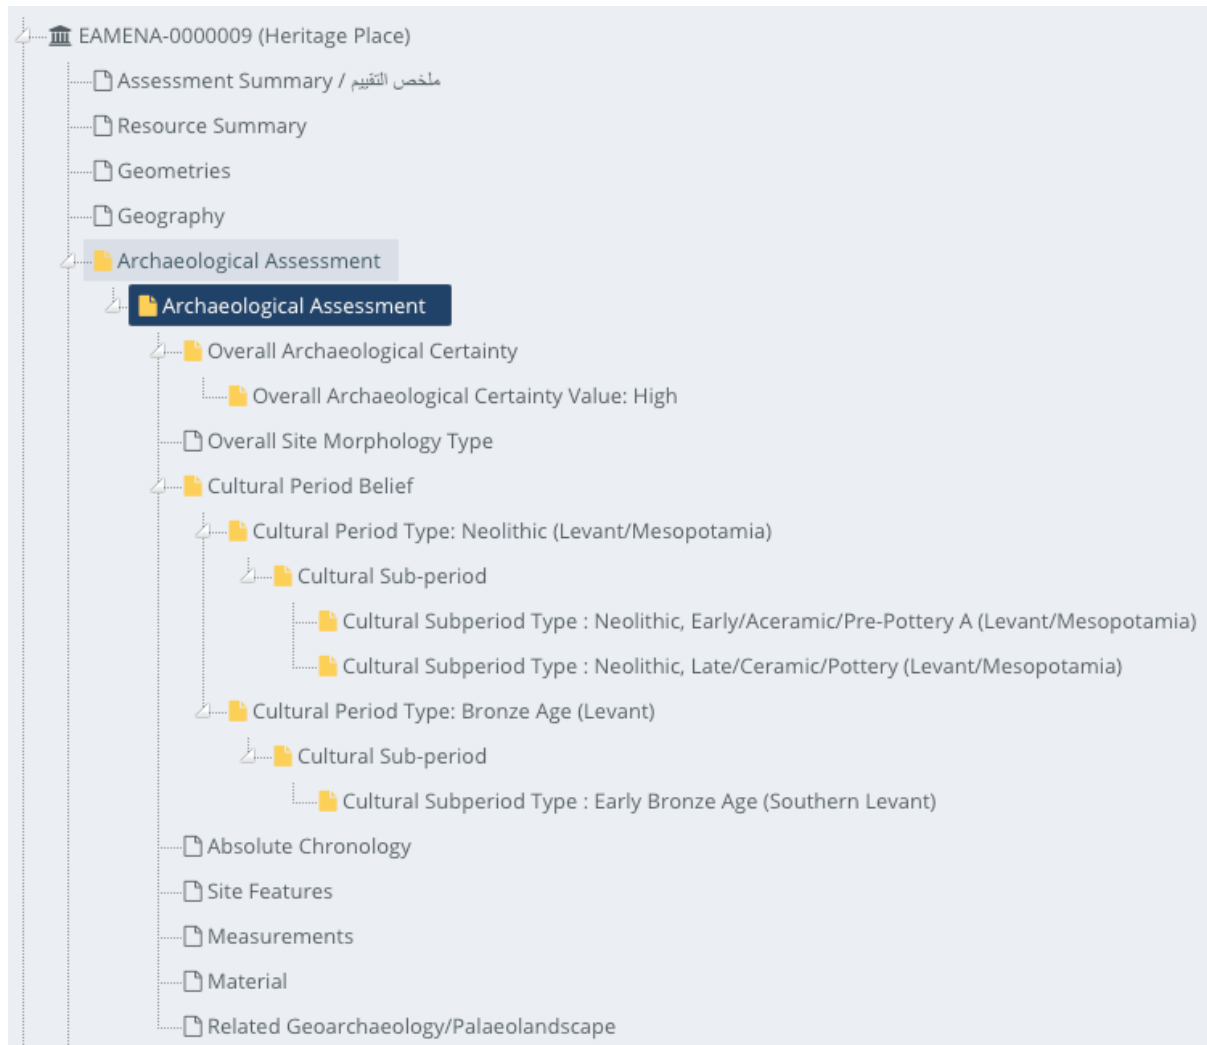 EAMENA-0000009 (Heritage Place)
Assessment Summary / ملخص التقييم
Resource Summary
Geometries
Geography
Archaeological Assessment
Archaeological Assessment
Overall Archaeological Certainty
Overall Archaeological Certainty Value: High
Overall Site Morphology Type
Cultural Period Belief
Cultural Period Type: Neolithic (Levant/Mesopotamia)
Cultural Sub-period
Cultural Subperiod Type : Neolithic, Early/Aceramic/Pre-Pottery A (Levant/Mesopotamia)
Cultural Subperiod Type : Neolithic, Late/Ceramic/Pottery (Levant/Mesopotamia)
Cultural Period Type: Bronze Age (Levant)
Cultural Sub-period
Cultural Subperiod Type : Early Bronze Age (Southern Levant)
Absolute Chronology
Site Features
Measurements
Material
Related Geoarchaeology/Palaeolandscape